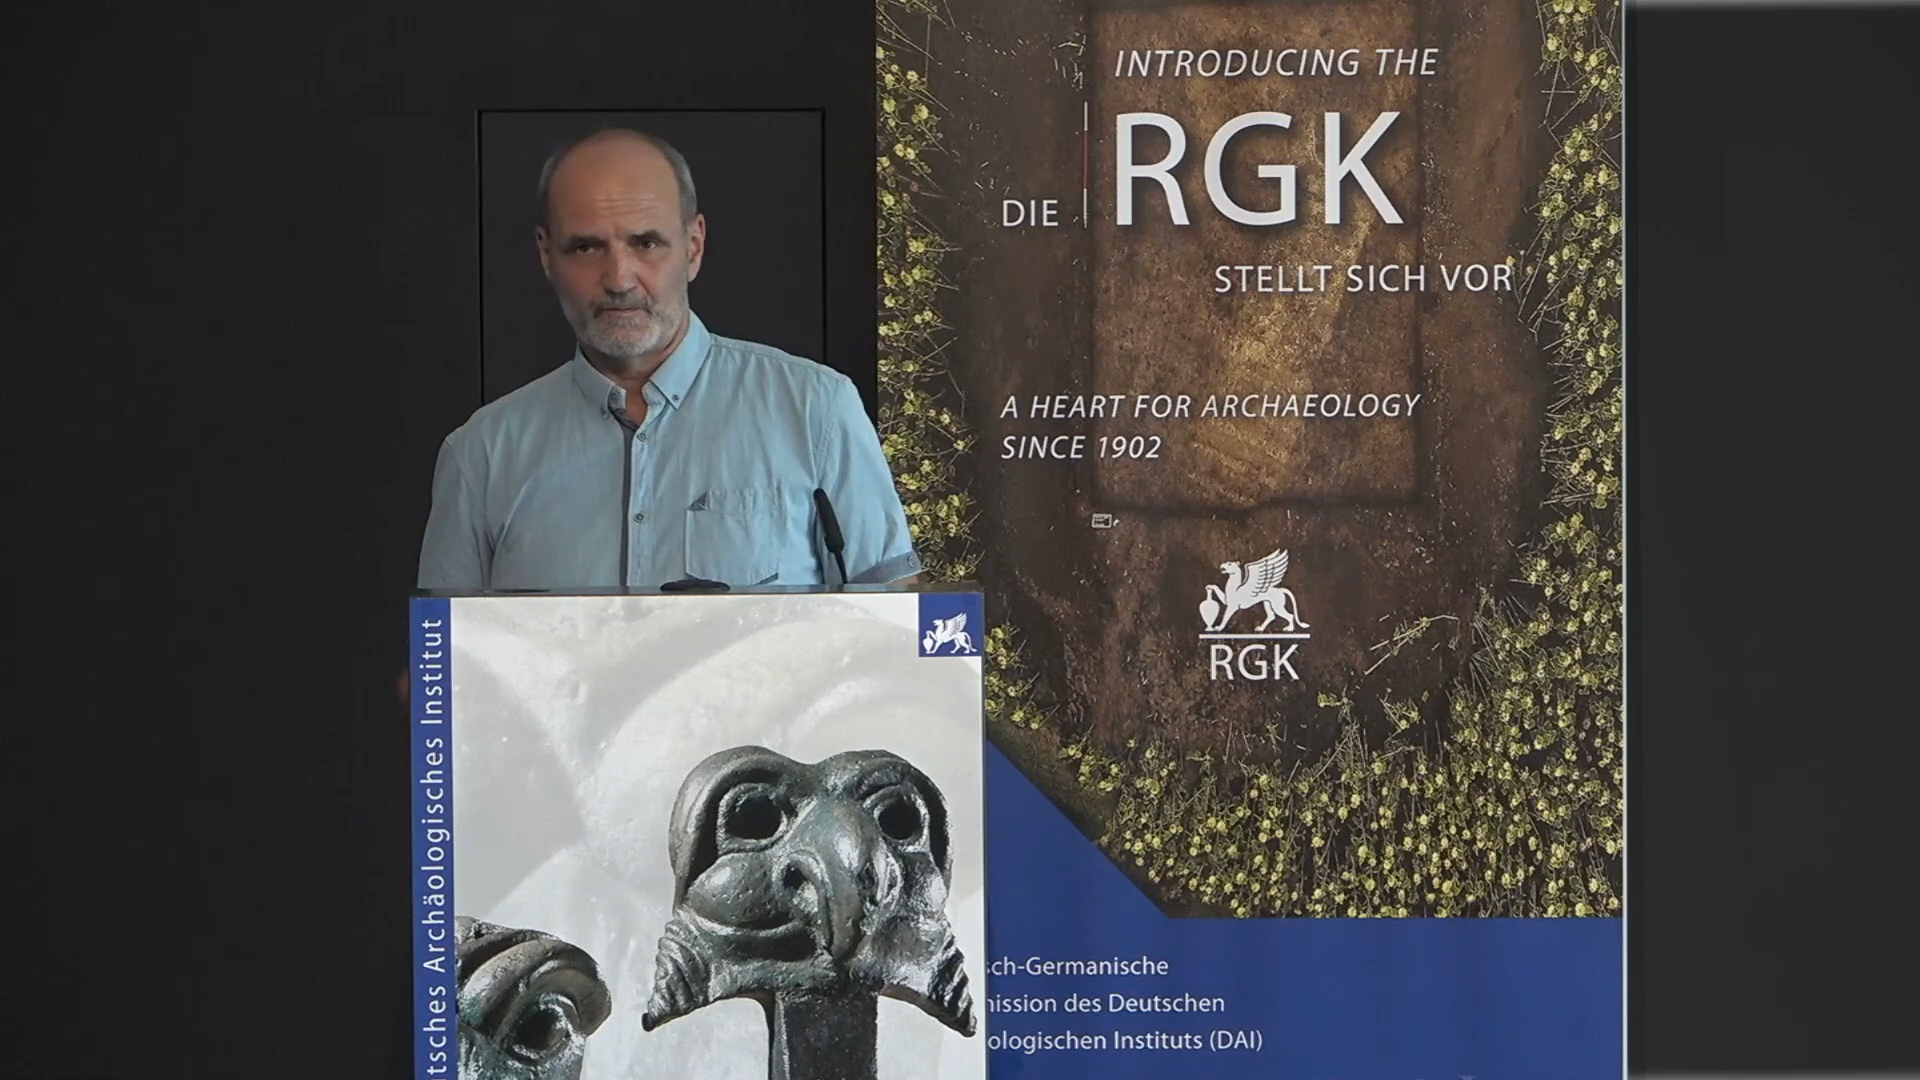 INTRODUCING THE
DIE RGK
STELLT SICH VOR
A HEART FOR ARCHAEOLOGY
SINCE 1902
RGK
sch-Germanische
ission des Deutschen
ologischen Instituts (DAI)
tsches Archäologisches Institut